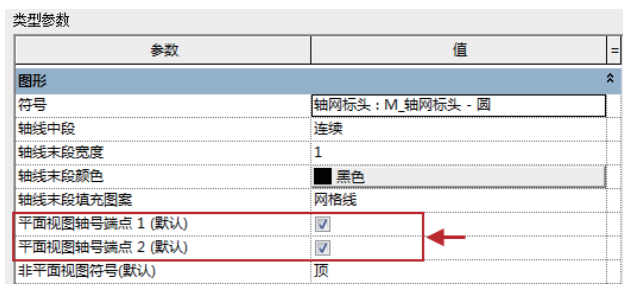 类型参数
参数 值 =
图形
符号 轴网标头 : M_轴网标头 - 圆
轴线中段 连续
轴线末段宽度 1
轴线末段颜色 黑色
轴线末段填充图案 网格线
平面视图轴号端点 1 (默认)
平面视图轴号端点 2 (默认)
非平面视图符号(默认) 顶